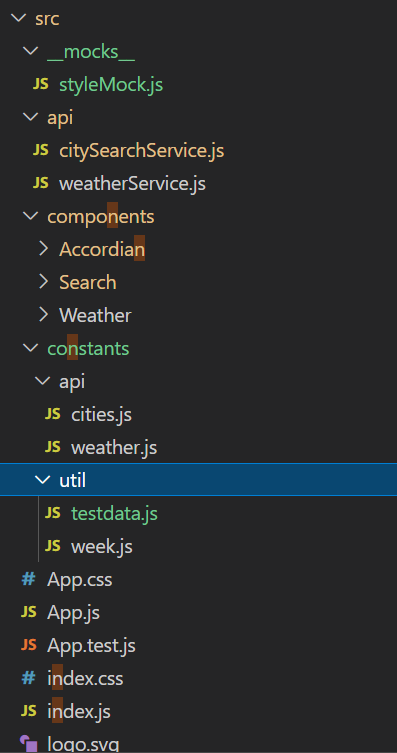 src
__mocks__
JS styleMock.js
api
JS citySearchService.js
JS weatherService.js
components
Accordian
Search
Weather
constants
api
JS cities.js
JS weather.js
util
JS testdata.js
JS week.js
# App.css
JS App.js
JS App.test.js
# index.css
JS index.js
logo.svg